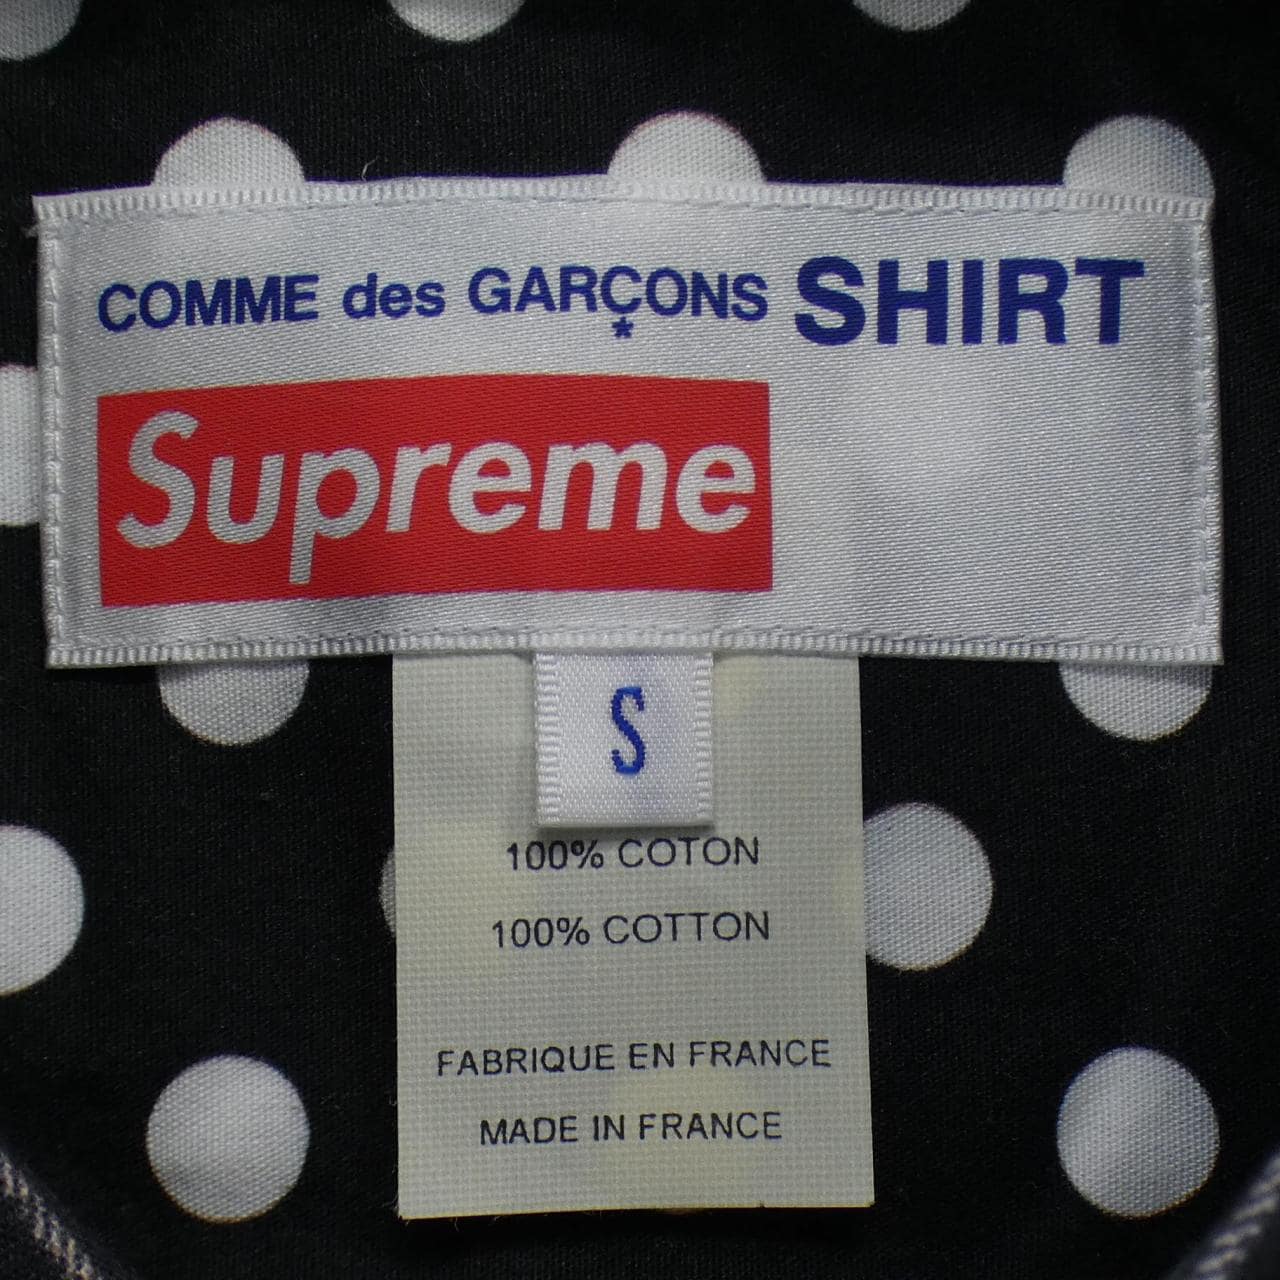 COMME des GARÇONS SHIRT
*
Supreme
S
100% COTON
100% COTTON
FABRIQUE EN FRANCE
MADE IN FRANCE